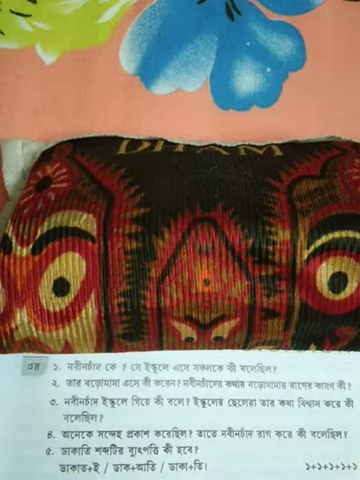 DHAM
প্রশ্ন ১. নবীনচাঁদ কে ? সে ইস্কুলে এসে সকলকে কী বলেছিল?
২. তার বড়োমামা এসে কী করেন? নবীনচাঁদের কথায় বড়োমামায় রাগের কারণ কী?
৩. নবীনচাঁদ ইস্কুলে গিয়ে কী বলে? ইস্কুলের ছেলেরা তার কথা বিশ্বাস করে কী
বলেছিল?
৪. অনেকে সন্দেহ প্রকাশ করেছিল? তাতে নবীনচাঁদ রাগ করে কী বলেছিল?
৫. ডাকাতি শব্দটির ব্যুৎপত্তি কী হবে?
ডাকাত+ই / ডাক+আতি / ডাকা+তি। ১+১+১+১+১